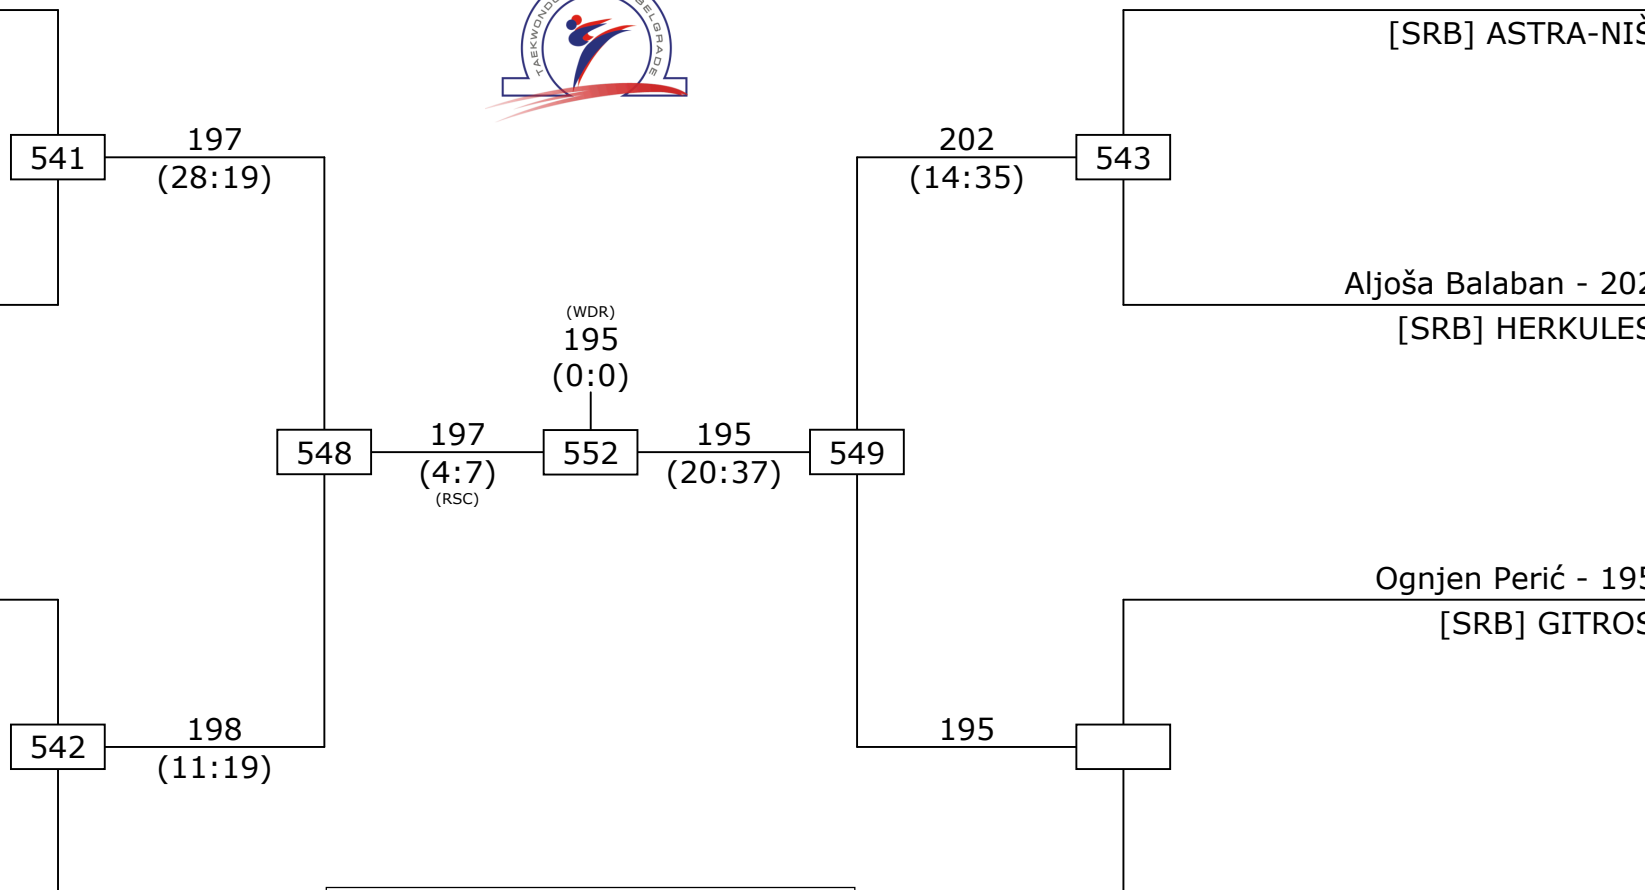 TAEKWONDO BELGRADE
[SRB] ASTRA-NIŠ
541
197
(28:19)
202
(14:35)
543
Aljoša Balaban - 202
[SRB] HERKULES
(WDR)
195
(0:0)
548
197
(4:7)
(RSC)
552
195
(20:37)
549
Ognjen Perić - 195
[SRB] GITROS
542
198
(11:19)
195